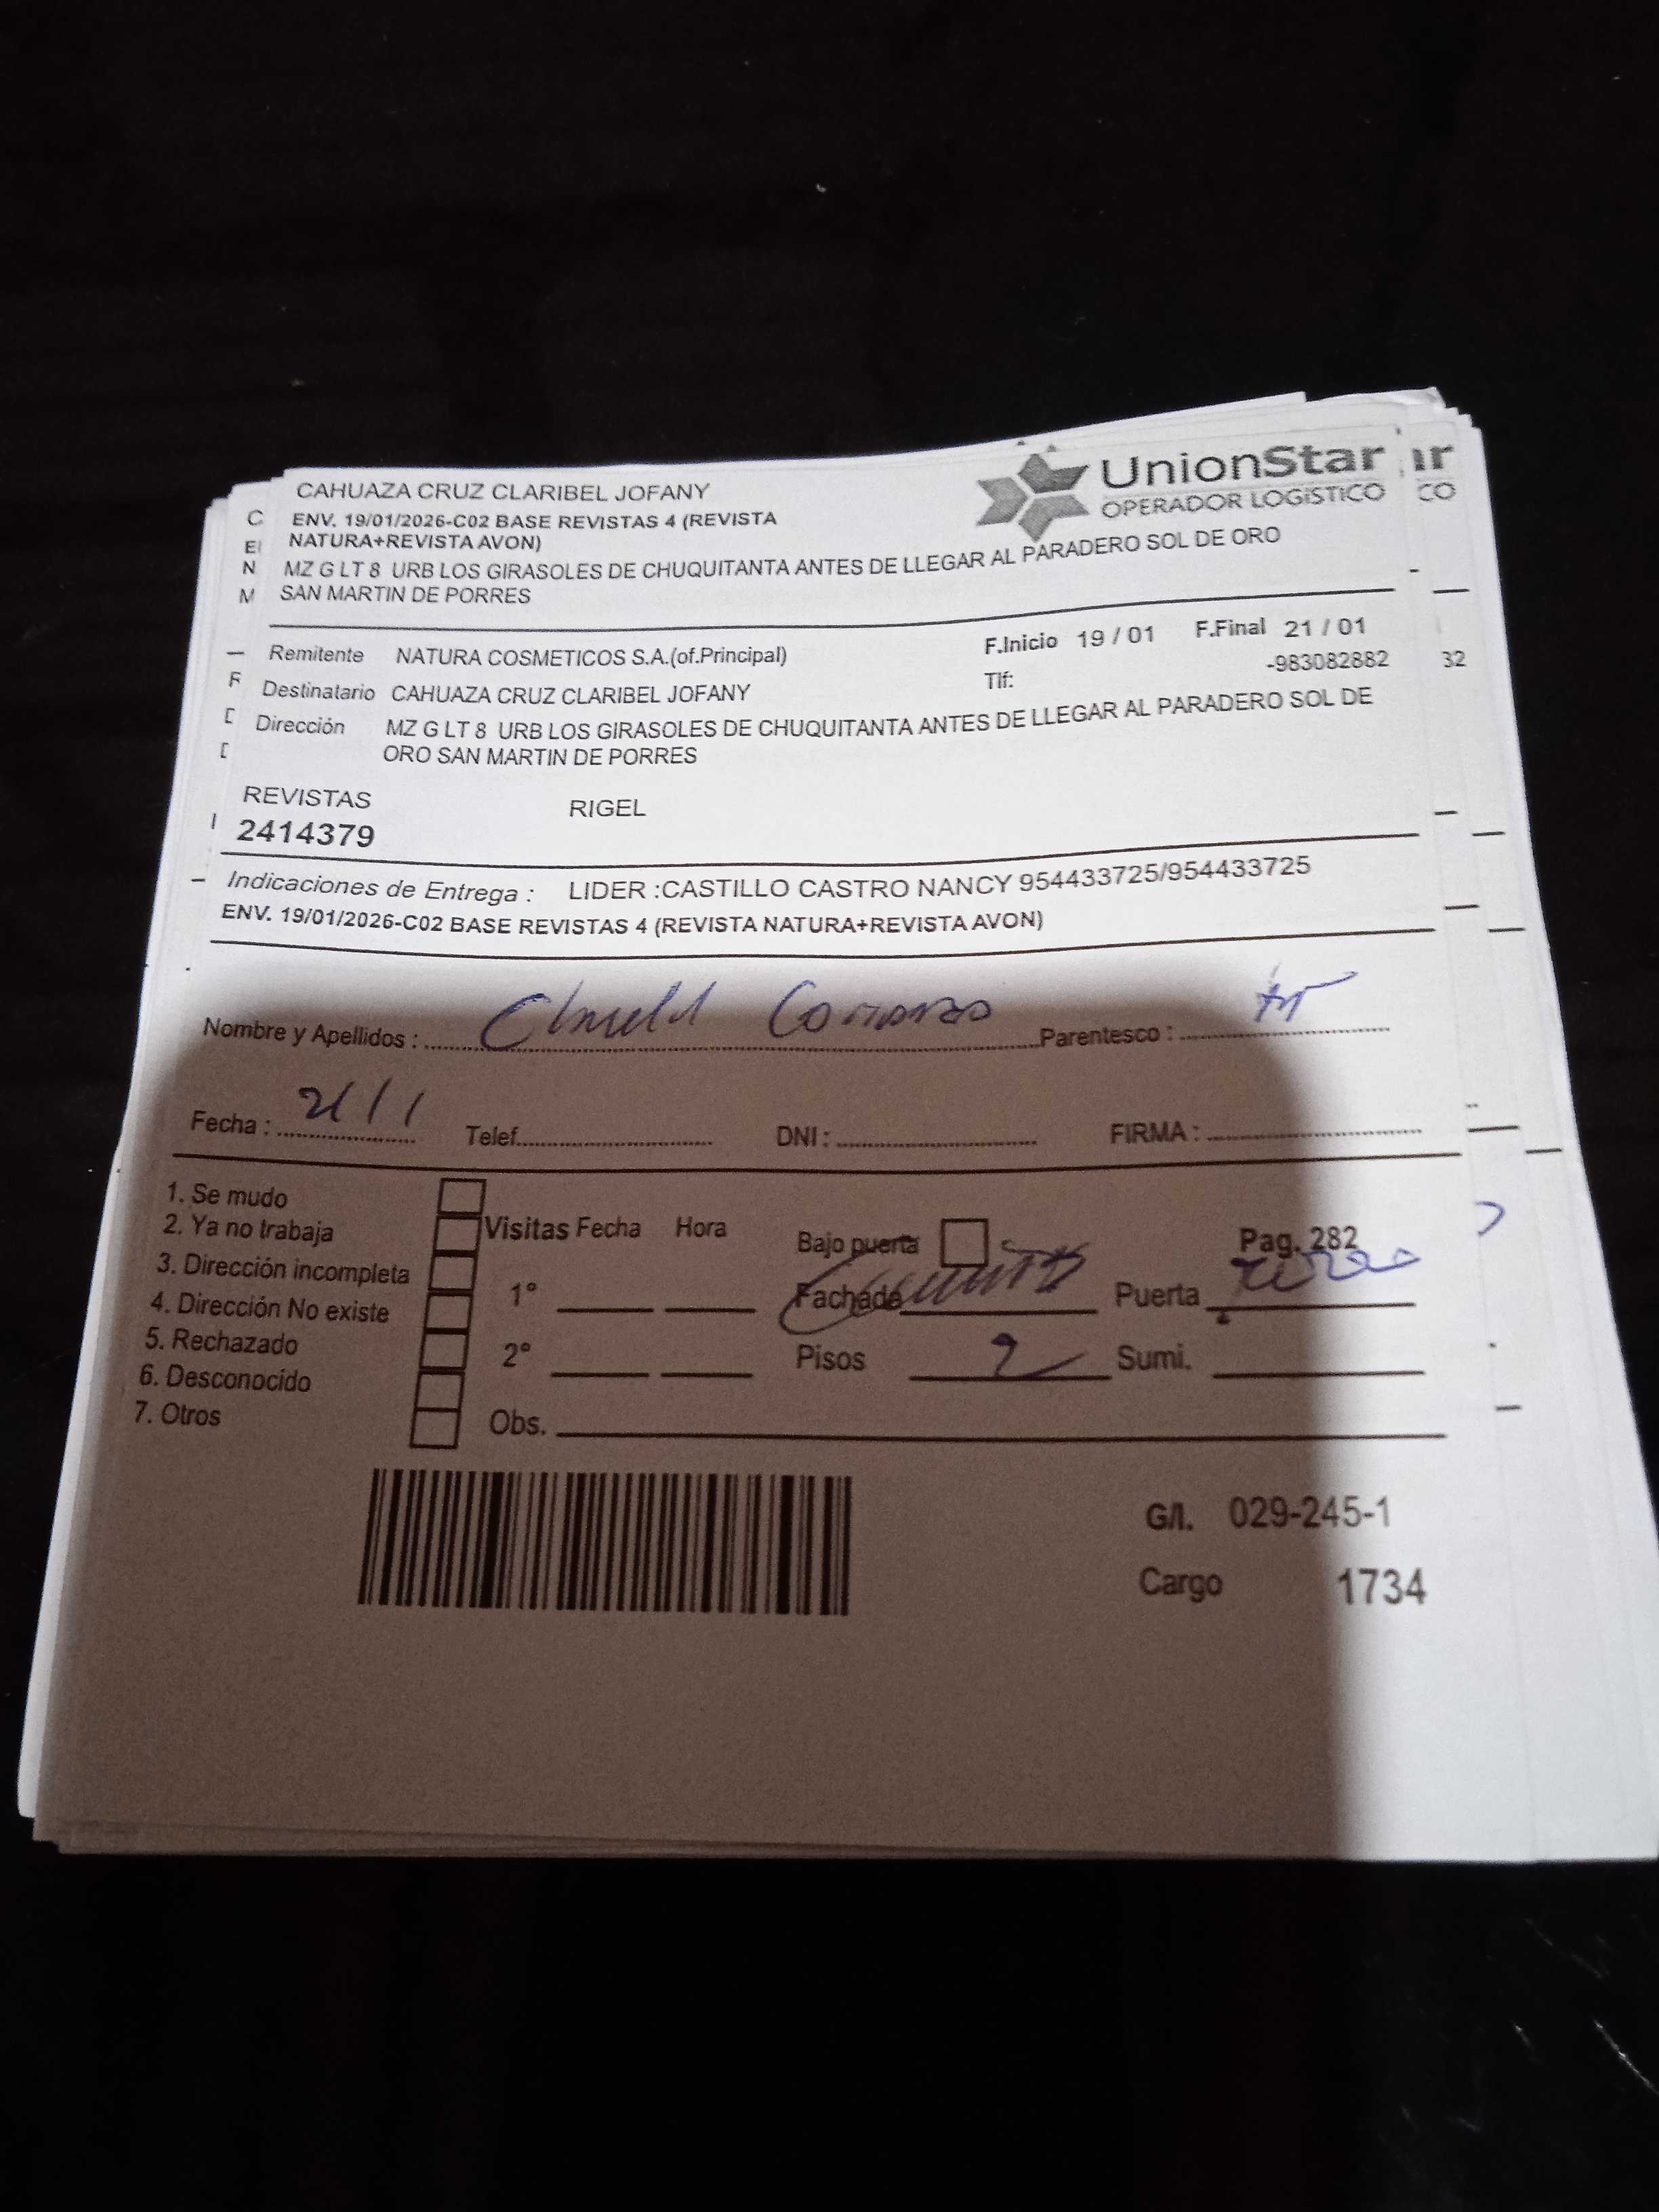 CAHUAZA CRUZ CLARIBEL JOFANY
UnionStar
OPERADOR LOGíSTICO
ENV. 19/01/2026-C02 BASE REVISTAS 4 (REVISTA
NATURA+REVISTA AVON)
MZ G LT 8 URB LOS GIRASOLES DE CHUQUITANTA ANTES DE LLEGAR AL PARADERO SOL DE ORO
SAN MARTIN DE PORRES
F.Inicio 19 / 01 F.Final 21 / 01
Remitente NATURA COSMETICOS S.A.(of.Principal)
Tlf: -983082882
Destinatario CAHUAZA CRUZ CLARIBEL JOFANY
Dirección MZ G LT 8 URB LOS GIRASOLES DE CHUQUITANTA ANTES DE LLEGAR AL PARADERO SOL DE
ORO SAN MARTIN DE PORRES
REVISTAS RIGEL
2414379
Indicaciones de Entrega : LIDER :CASTILLO CASTRO NANCY 954433725/954433725
ENV. 19/01/2026-C02 BASE REVISTAS 4 (REVISTA NATURA+REVISTA AVON)
Nombre y Apellidos : Parentesco :
Fecha : 21/1 Telef. DNI : FIRMA :
1. Se mudo
2. Ya no trabaja
3. Dirección incompleta
4. Dirección No existe
5. Rechazado
6. Desconocido
7. Otros
Visitas Fecha Hora
1°
2°
Obs.
Bajo puerta Pag. 282
Fachada Puerta
Pisos 2 Sumi.
G/I. 029-245-1
Cargo 1734